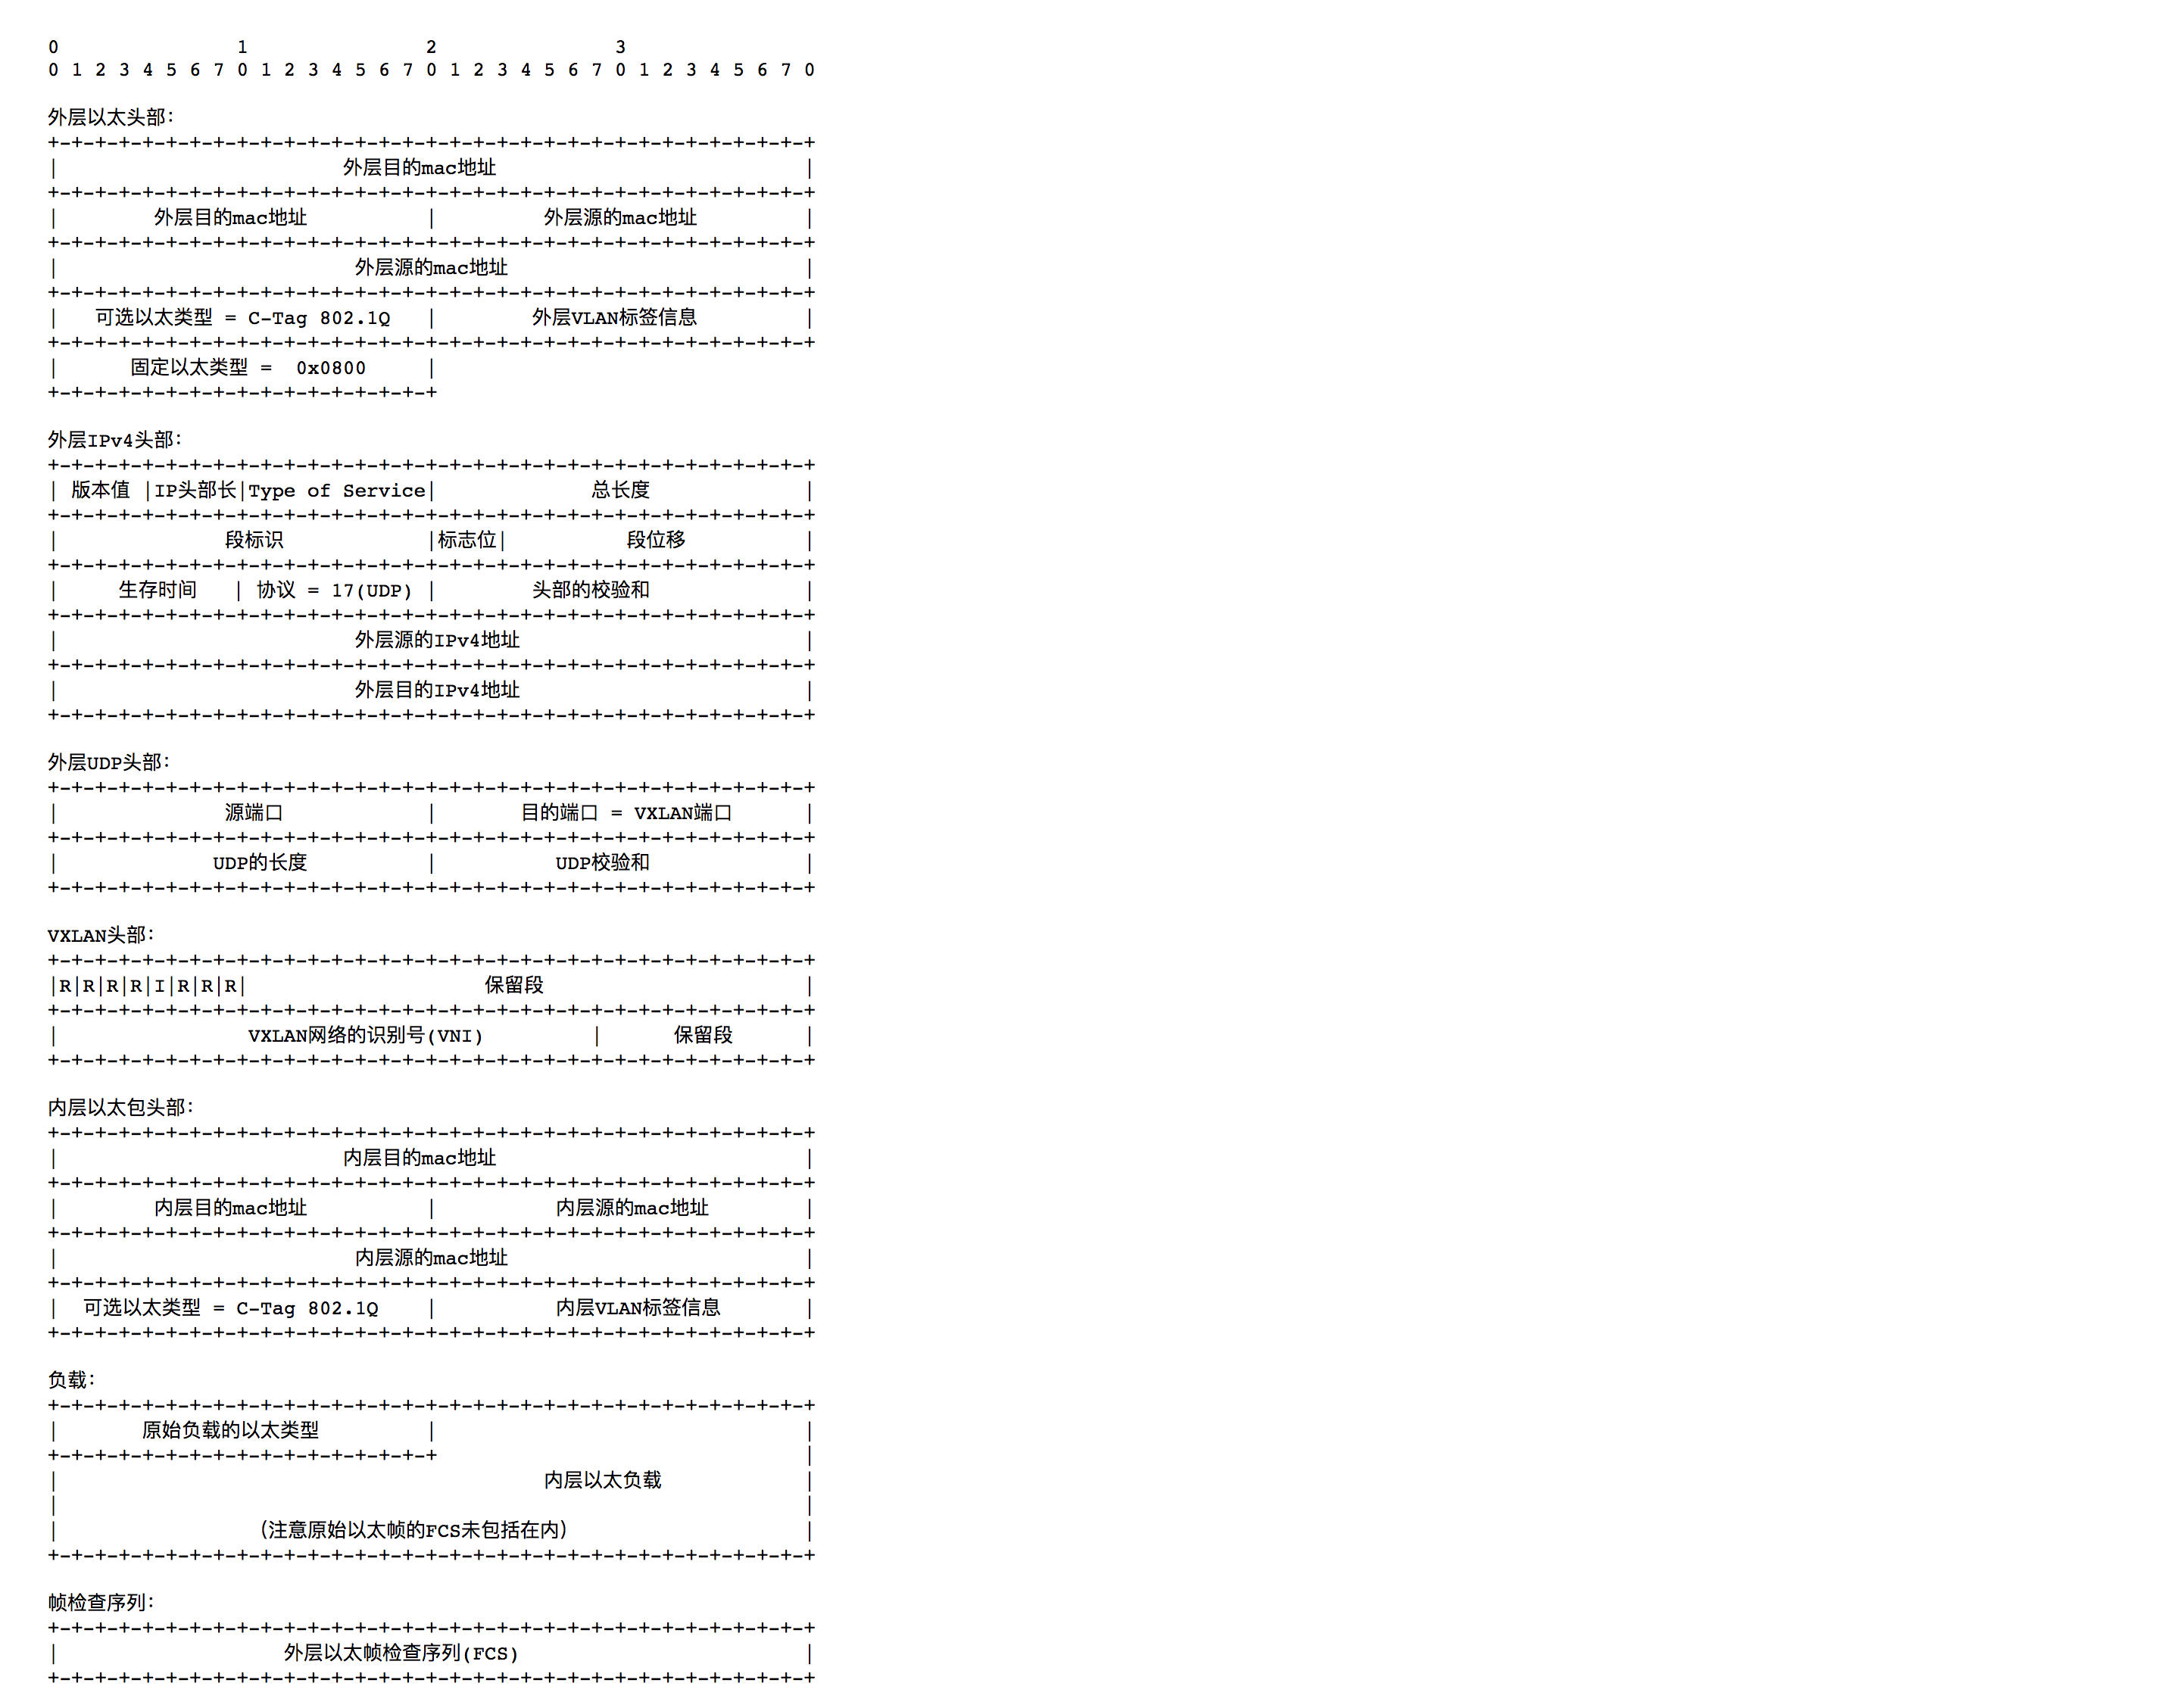 0 1 2 3
0 1 2 3 4 5 6 7 0 1 2 3 4 5 6 7 0 1 2 3 4 5 6 7 0 1 2 3 4 5 6 7 0
外层以太头部：
+-+-+-+-+-+-+-+-+-+-+-+-+-+-+-+-+-+-+-+-+-+-+-+-+-+-+-+-+-+-+-+-+
| 外层目的mac地址 |
+-+-+-+-+-+-+-+-+-+-+-+-+-+-+-+-+-+-+-+-+-+-+-+-+-+-+-+-+-+-+-+-+
| 外层目的mac地址 | 外层源的mac地址 |
+-+-+-+-+-+-+-+-+-+-+-+-+-+-+-+-+-+-+-+-+-+-+-+-+-+-+-+-+-+-+-+-+
| 外层源的mac地址 |
+-+-+-+-+-+-+-+-+-+-+-+-+-+-+-+-+-+-+-+-+-+-+-+-+-+-+-+-+-+-+-+-+
| 可选以太类型 = C-Tag 802.1Q | 外层VLAN标签信息 |
+-+-+-+-+-+-+-+-+-+-+-+-+-+-+-+-+-+-+-+-+-+-+-+-+-+-+-+-+-+-+-+-+
| 固定以太类型 = 0x0800 |
+-+-+-+-+-+-+-+-+-+-+-+-+-+-+-+-+
外层IPv4头部：
+-+-+-+-+-+-+-+-+-+-+-+-+-+-+-+-+-+-+-+-+-+-+-+-+-+-+-+-+-+-+-+-+
| 版本值 |IP头部长|Type of Service| 总长度 |
+-+-+-+-+-+-+-+-+-+-+-+-+-+-+-+-+-+-+-+-+-+-+-+-+-+-+-+-+-+-+-+-+
| 段标识 |标志位| 段位移 |
+-+-+-+-+-+-+-+-+-+-+-+-+-+-+-+-+-+-+-+-+-+-+-+-+-+-+-+-+-+-+-+-+
| 生存时间 | 协议 = 17(UDP) | 头部的校验和 |
+-+-+-+-+-+-+-+-+-+-+-+-+-+-+-+-+-+-+-+-+-+-+-+-+-+-+-+-+-+-+-+-+
| 外层源的IPv4地址 |
+-+-+-+-+-+-+-+-+-+-+-+-+-+-+-+-+-+-+-+-+-+-+-+-+-+-+-+-+-+-+-+-+
| 外层目的IPv4地址 |
+-+-+-+-+-+-+-+-+-+-+-+-+-+-+-+-+-+-+-+-+-+-+-+-+-+-+-+-+-+-+-+-+
外层UDP头部：
+-+-+-+-+-+-+-+-+-+-+-+-+-+-+-+-+-+-+-+-+-+-+-+-+-+-+-+-+-+-+-+-+
| 源端口 | 目的端口 = VXLAN端口 |
+-+-+-+-+-+-+-+-+-+-+-+-+-+-+-+-+-+-+-+-+-+-+-+-+-+-+-+-+-+-+-+-+
| UDP的长度 | UDP校验和 |
+-+-+-+-+-+-+-+-+-+-+-+-+-+-+-+-+-+-+-+-+-+-+-+-+-+-+-+-+-+-+-+-+
VXLAN头部：
+-+-+-+-+-+-+-+-+-+-+-+-+-+-+-+-+-+-+-+-+-+-+-+-+-+-+-+-+-+-+-+-+
|R|R|R|R|I|R|R|R| 保留段 |
+-+-+-+-+-+-+-+-+-+-+-+-+-+-+-+-+-+-+-+-+-+-+-+-+-+-+-+-+-+-+-+-+
| VXLAN网络的识别号(VNI) | 保留段 |
+-+-+-+-+-+-+-+-+-+-+-+-+-+-+-+-+-+-+-+-+-+-+-+-+-+-+-+-+-+-+-+-+
内层以太包头部：
+-+-+-+-+-+-+-+-+-+-+-+-+-+-+-+-+-+-+-+-+-+-+-+-+-+-+-+-+-+-+-+-+
| 内层目的mac地址 |
+-+-+-+-+-+-+-+-+-+-+-+-+-+-+-+-+-+-+-+-+-+-+-+-+-+-+-+-+-+-+-+-+
| 内层目的mac地址 | 内层源的mac地址 |
+-+-+-+-+-+-+-+-+-+-+-+-+-+-+-+-+-+-+-+-+-+-+-+-+-+-+-+-+-+-+-+-+
| 内层源的mac地址 |
+-+-+-+-+-+-+-+-+-+-+-+-+-+-+-+-+-+-+-+-+-+-+-+-+-+-+-+-+-+-+-+-+
| 可选以太类型 = C-Tag 802.1Q | 内层VLAN标签信息 |
+-+-+-+-+-+-+-+-+-+-+-+-+-+-+-+-+-+-+-+-+-+-+-+-+-+-+-+-+-+-+-+-+
负载：
+-+-+-+-+-+-+-+-+-+-+-+-+-+-+-+-+-+-+-+-+-+-+-+-+-+-+-+-+-+-+-+-+
| 原始负载的以太类型 | |
+-+-+-+-+-+-+-+-+-+-+-+-+-+-+-+-+ |
| 内层以太负载 |
| |
| （注意原始以太帧的FCS未包括在内） |
+-+-+-+-+-+-+-+-+-+-+-+-+-+-+-+-+-+-+-+-+-+-+-+-+-+-+-+-+-+-+-+-+
帧检查序列：
+-+-+-+-+-+-+-+-+-+-+-+-+-+-+-+-+-+-+-+-+-+-+-+-+-+-+-+-+-+-+-+-+
| 外层以太帧检查序列(FCS) |
+-+-+-+-+-+-+-+-+-+-+-+-+-+-+-+-+-+-+-+-+-+-+-+-+-+-+-+-+-+-+-+-+